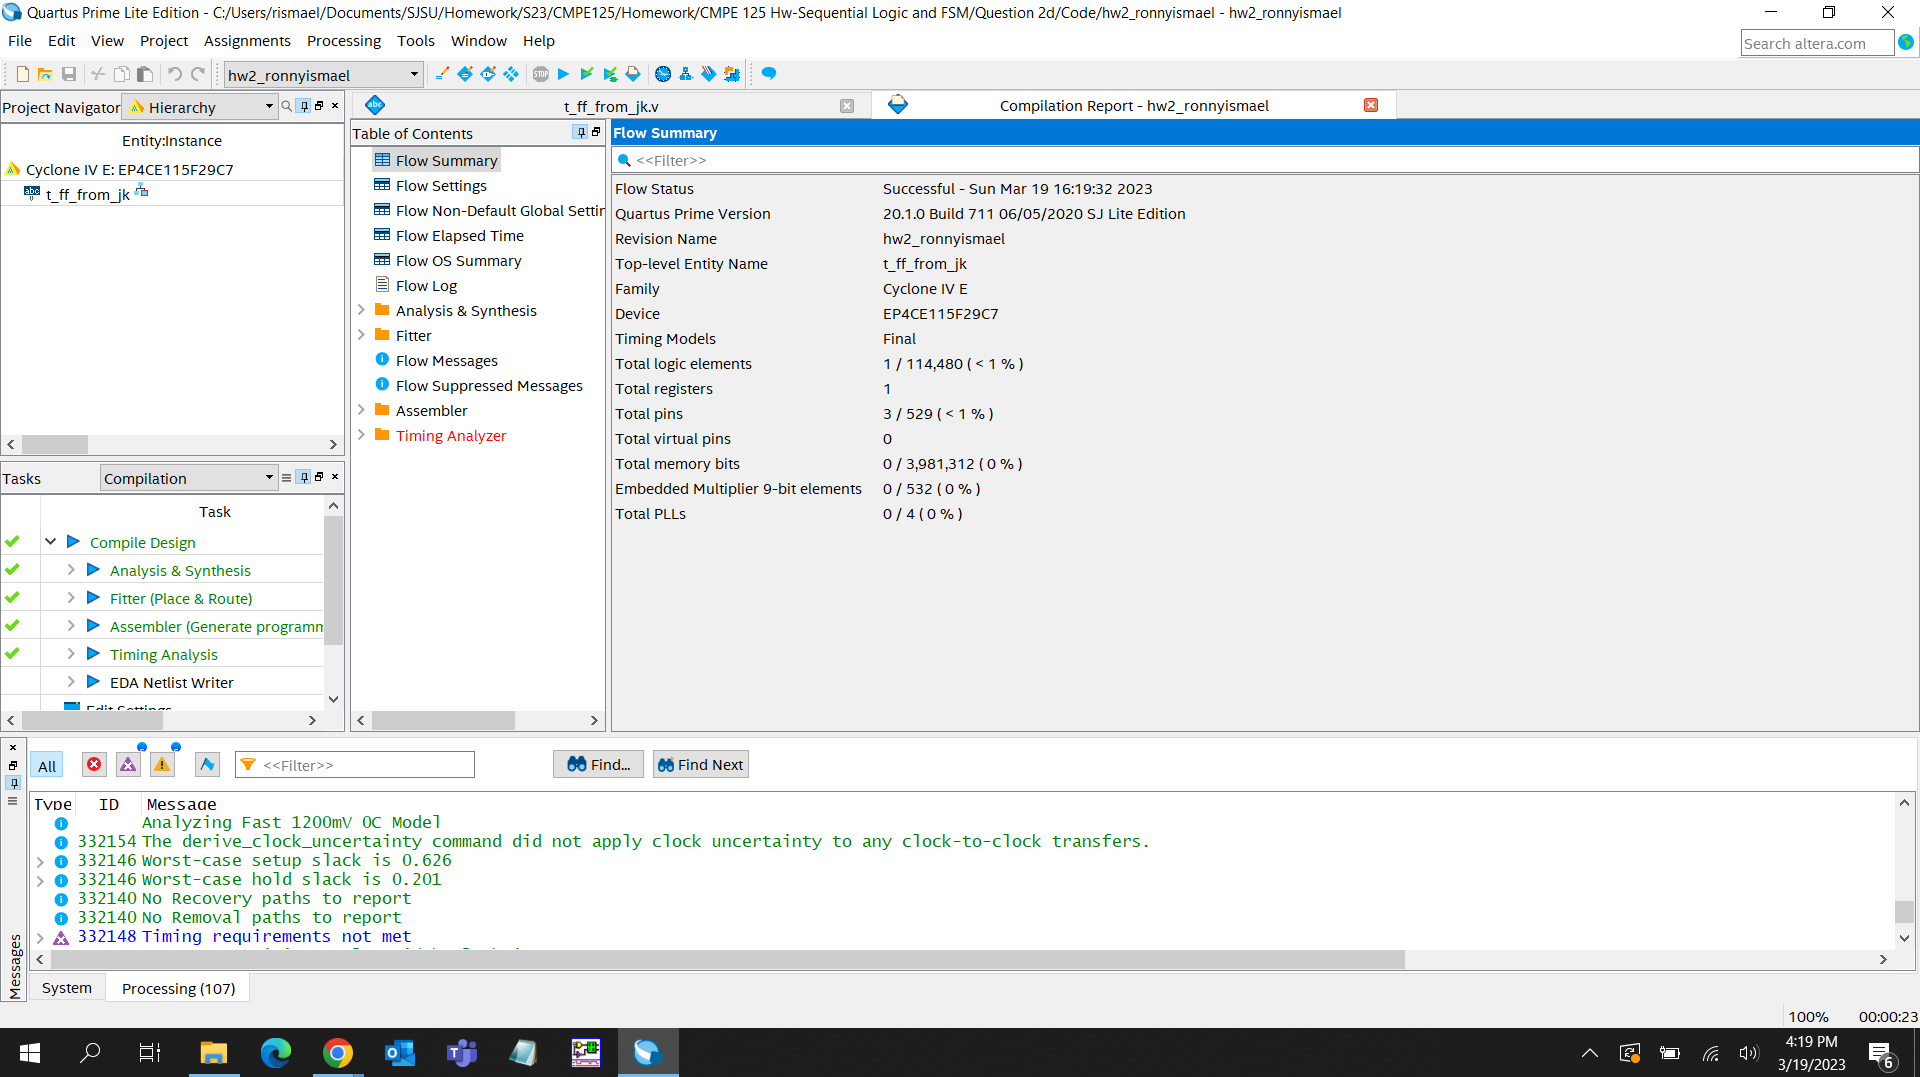 Quartus Prime Lite Edition - C:/Users/rismael/Documents/SJSU/Homework/S23/CMPE125/Homework/CMPE 125 Hw-Sequential Logic and FSM/Question 2d/Code/hw2_ronnyismael - hw2_ronnyismael
File Edit View Project Assignments Processing Tools Window Help
Search altera.com
hw2_ronnyismael
STOP
Project Navigator Hierarchy
Entity:Instance
Cyclone IV E: EP4CE115F29C7
abc t_ff_from_jk
Tasks Compilation
Task
Compile Design
Analysis & Synthesis
Fitter (Place & Route)
Assembler (Generate programm
Timing Analysis
EDA Netlist Writer
Edit Settings
abc t_ff_from_jk.v
Compilation Report - hw2_ronnyismael
Table of Contents
Flow Summary
Flow Settings
Flow Non-Default Global Settin
Flow Elapsed Time
Flow OS Summary
Flow Log
Analysis & Synthesis
Fitter
Flow Messages
Flow Suppressed Messages
Assembler
Timing Analyzer
Flow Summary
<<Filter>>
Flow Status Successful - Sun Mar 19 16:19:32 2023
Quartus Prime Version 20.1.0 Build 711 06/05/2020 SJ Lite Edition
Revision Name hw2_ronnyismael
Top-level Entity Name t_ff_from_jk
Family Cyclone IV E
Device EP4CE115F29C7
Timing Models Final
Total logic elements 1 / 114,480 ( < 1 % )
Total registers 1
Total pins 3 / 529 ( < 1 % )
Total virtual pins 0
Total memory bits 0 / 3,981,312 ( 0 % )
Embedded Multiplier 9-bit elements 0 / 532 ( 0 % )
Total PLLs 0 / 4 ( 0 % )
All
<<Filter>>
Find...
Find Next
Type ID Message
Analyzing Fast 1200mV 0C Model
332154 The derive_clock_uncertainty command did not apply clock uncertainty to any clock-to-clock transfers.
332146 Worst-case setup slack is 0.626
332146 Worst-case hold slack is 0.201
332140 No Recovery paths to report
332140 No Removal paths to report
332148 Timing requirements not met
Messages
System Processing (107)
100% 00:00:23
4:19 PM
3/19/2023
6